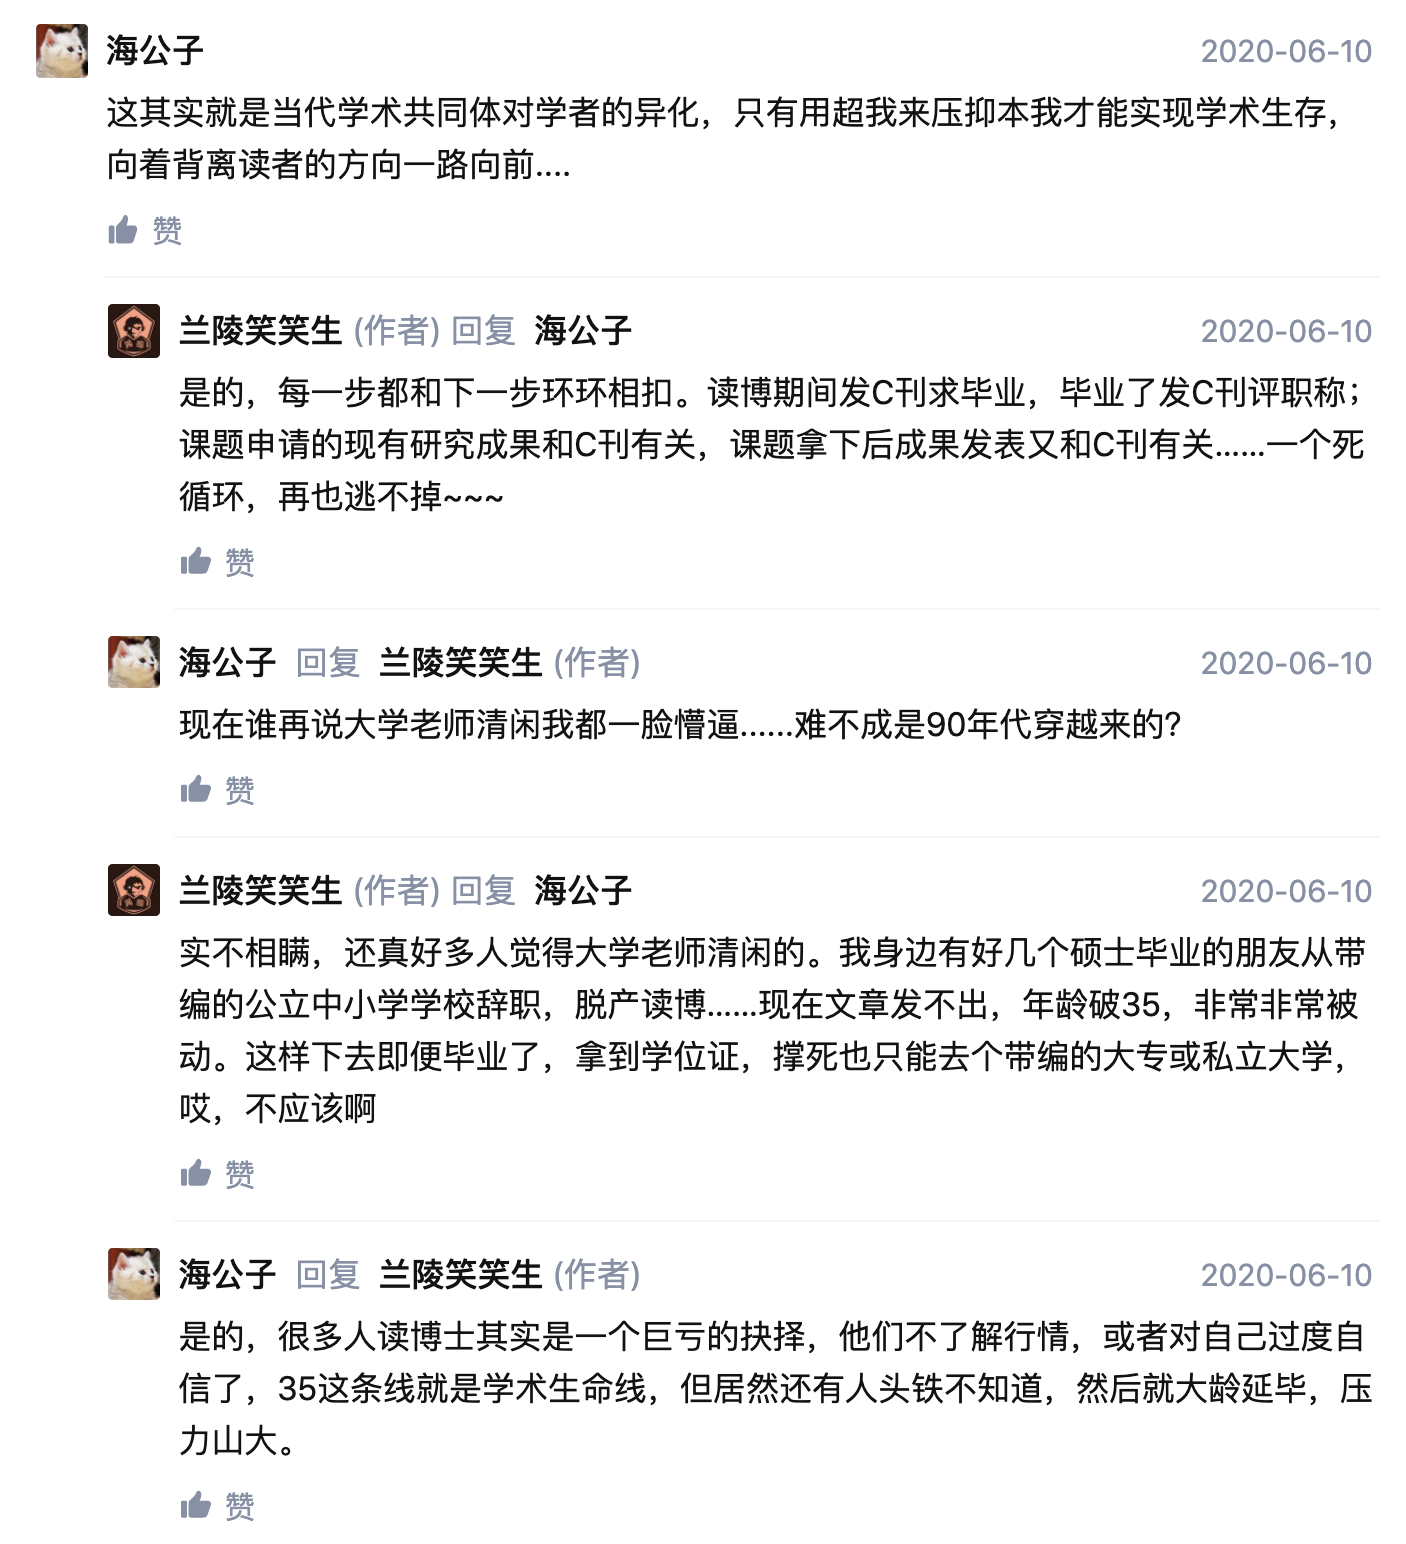 海公子 2020-06-10
这其实就是当代学术共同体对学者的异化，只有用超我来压抑本我才能实现学术生存，
向着背离读者的方向一路向前....
赞
兰陵笑笑生 (作者) 回复 海公子 2020-06-10
是的，每一步都和下一步环环相扣。读博期间发C刊求毕业，毕业了发C刊评职称；
课题申请的现有研究成果和C刊有关，课题拿下后成果发表又和C刊有关......一个死
循环，再也逃不掉~~~
赞
海公子 回复 兰陵笑笑生 (作者) 2020-06-10
现在谁再说大学老师清闲我都一脸懵逼......难不成是90年代穿越来的?
赞
兰陵笑笑生 (作者) 回复 海公子 2020-06-10
实不相瞒，还真好多人觉得大学老师清闲的。我身边有好几个硕士毕业的朋友从带
编的公立中小学学校辞职，脱产读博......现在文章发不出，年龄破35，非常非常被
动。这样下去即便毕业了，拿到学位证，撑死也只能去个带编的大专或私立大学，
哎，不应该啊
赞
海公子 回复 兰陵笑笑生 (作者) 2020-06-10
是的，很多人读博士其实是一个巨亏的抉择，他们不了解行情，或者对自己过度自
信了，35这条线就是学术生命线，但居然还有人头铁不知道，然后就大龄延毕，压
力山大。
赞